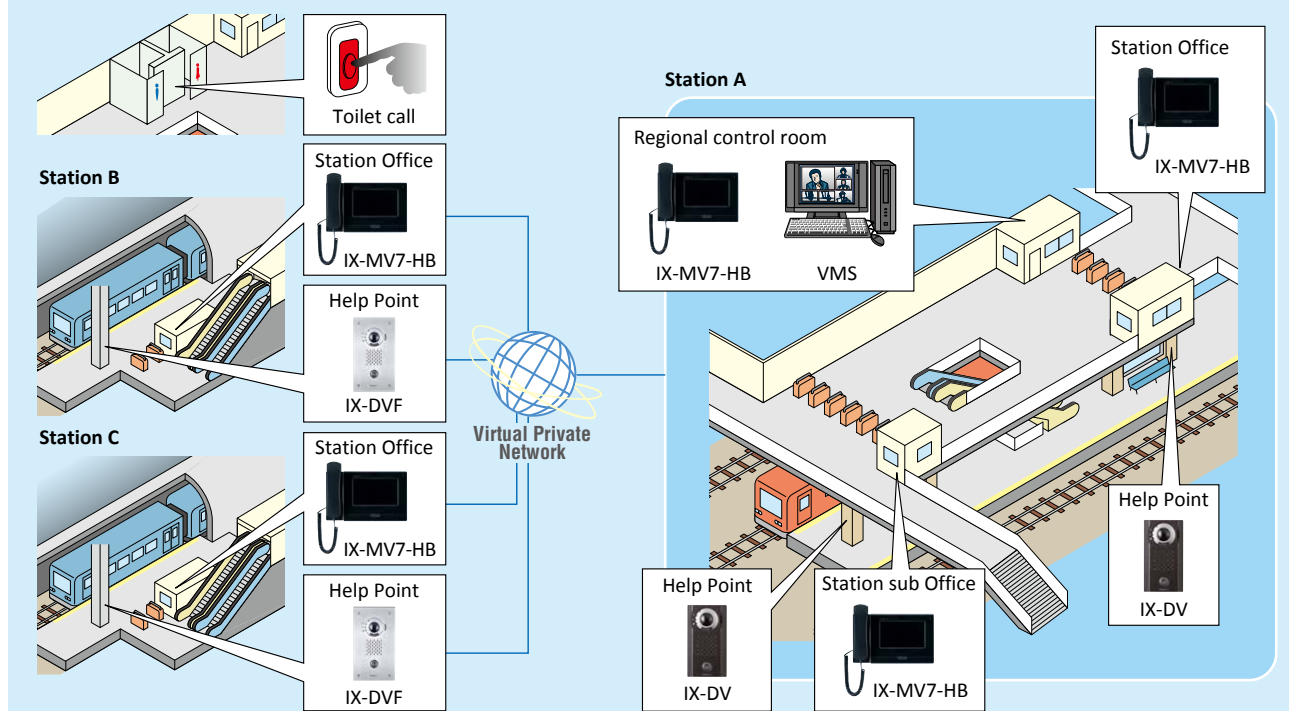 Toilet call
Station B
Station Office
IX-MV7-HB
Help Point
IX-DVF
Station C
Station Office
IX-MV7-HB
Help Point
IX-DVF
Virtual Private
Network
Station A
Regional control room
IX-MV7-HB
VMS
Station Office
IX-MV7-HB
Help Point
IX-DV
Station sub Office
IX-MV7-HB
Help Point
IX-DV